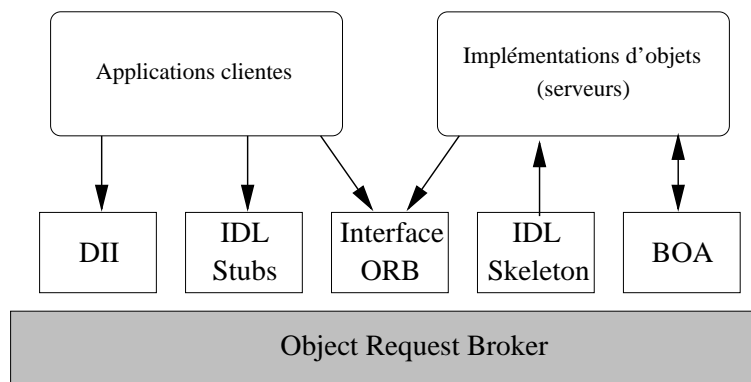 Applications clientes
Implémentations d'objets
(serveurs)
DII
IDL
Stubs
Interface
ORB
IDL
Skeleton
BOA
Object Request Broker